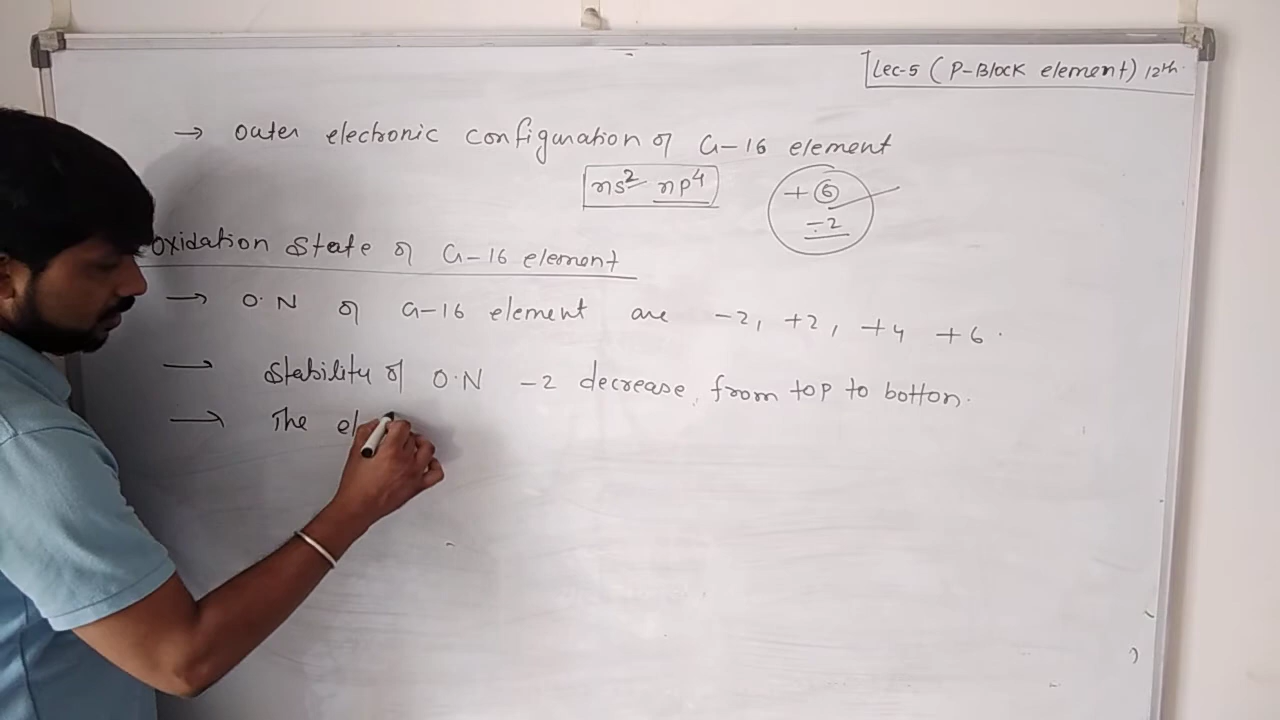 Lec-5 (P-Block element) 12th.
→ outer electronic configuration of G-16 element
ns² np⁴
+6
-2
oxidation State of G-16 element
→ O.N of G-16 element are -2, +2, +4 +6.
→ Stability of O.N -2 decrease from top to botton.
→ The el